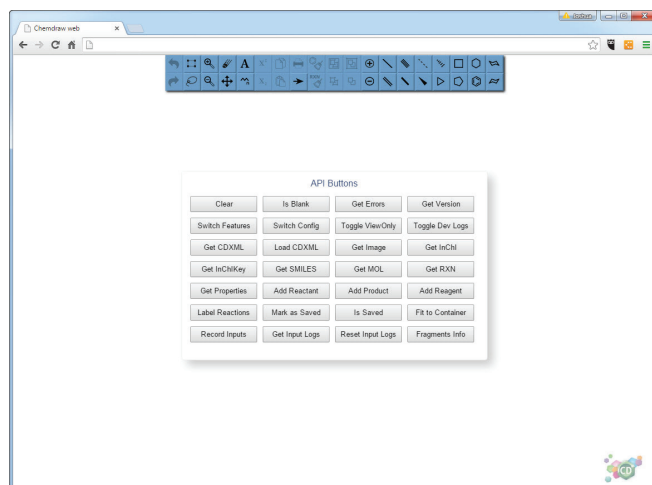 Chemdraw web
Joshua
A
API Buttons
Clear
Is Blank
Get Errors
Get Version
Switch Features
Switch Config
Toggle ViewOnly
Toggle Dev Logs
Get CDXML
Load CDXML
Get Image
Get InChI
Get InChIKey
Get SMILES
Get MOL
Get RXN
Get Properties
Add Reactant
Add Product
Add Reagent
Label Reactions
Mark as Saved
Is Saved
Fit to Container
Record Inputs
Get Input Logs
Reset Input Logs
Fragments Info
CD